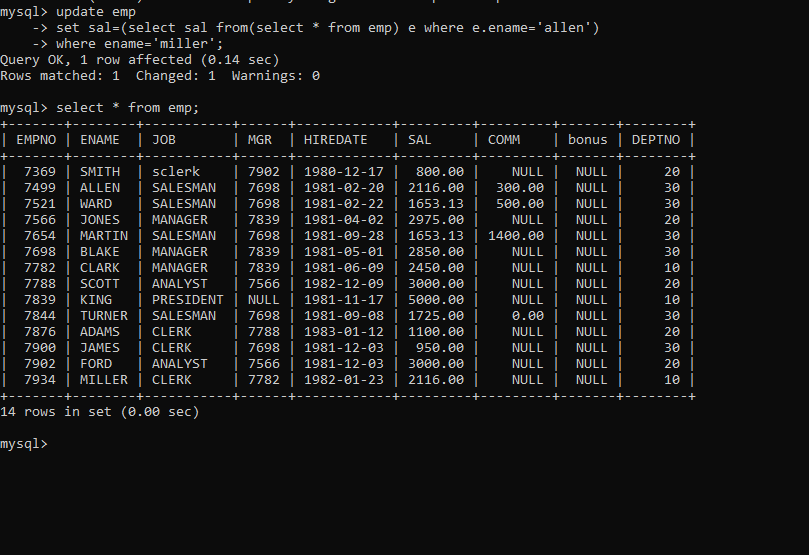 mysql> update emp
    -> set sal=(select sal from(select * from emp) e where e.ename='allen')
    -> where ename='miller';
Query OK, 1 row affected (0.14 sec)
Rows matched: 1  Changed: 1  Warnings: 0
mysql> select * from emp;
+-------+--------+-----------+------+------------+---------+---------+-------+--------+
| EMPNO | ENAME  | JOB       | MGR  | HIREDATE   | SAL     | COMM    | bonus | DEPTNO |
+-------+--------+-----------+------+------------+---------+---------+-------+--------+
|  7369 | SMITH  | sclerk    | 7902 | 1980-12-17 |  800.00 |    NULL |  NULL |     20 |
|  7499 | ALLEN  | SALESMAN  | 7698 | 1981-02-20 | 2116.00 |  300.00 |  NULL |     30 |
|  7521 | WARD   | SALESMAN  | 7698 | 1981-02-22 | 1653.13 |  500.00 |  NULL |     30 |
|  7566 | JONES  | MANAGER   | 7839 | 1981-04-02 | 2975.00 |    NULL |  NULL |     20 |
|  7654 | MARTIN | SALESMAN  | 7698 | 1981-09-28 | 1653.13 | 1400.00 |  NULL |     30 |
|  7698 | BLAKE  | MANAGER   | 7839 | 1981-05-01 | 2850.00 |    NULL |  NULL |     30 |
|  7782 | CLARK  | MANAGER   | 7839 | 1981-06-09 | 2450.00 |    NULL |  NULL |     10 |
|  7788 | SCOTT  | ANALYST   | 7566 | 1982-12-09 | 3000.00 |    NULL |  NULL |     20 |
|  7839 | KING   | PRESIDENT | NULL | 1981-11-17 | 5000.00 |    NULL |  NULL |     10 |
|  7844 | TURNER | SALESMAN  | 7698 | 1981-09-08 | 1725.00 |    0.00 |  NULL |     30 |
|  7876 | ADAMS  | CLERK     | 7788 | 1983-01-12 | 1100.00 |    NULL |  NULL |     20 |
|  7900 | JAMES  | CLERK     | 7698 | 1981-12-03 |  950.00 |    NULL |  NULL |     30 |
|  7902 | FORD   | ANALYST   | 7566 | 1981-12-03 | 3000.00 |    NULL |  NULL |     20 |
|  7934 | MILLER | CLERK     | 7782 | 1982-01-23 | 2116.00 |    NULL |  NULL |     10 |
+-------+--------+-----------+------+------------+---------+---------+-------+--------+
14 rows in set (0.00 sec)
mysql>